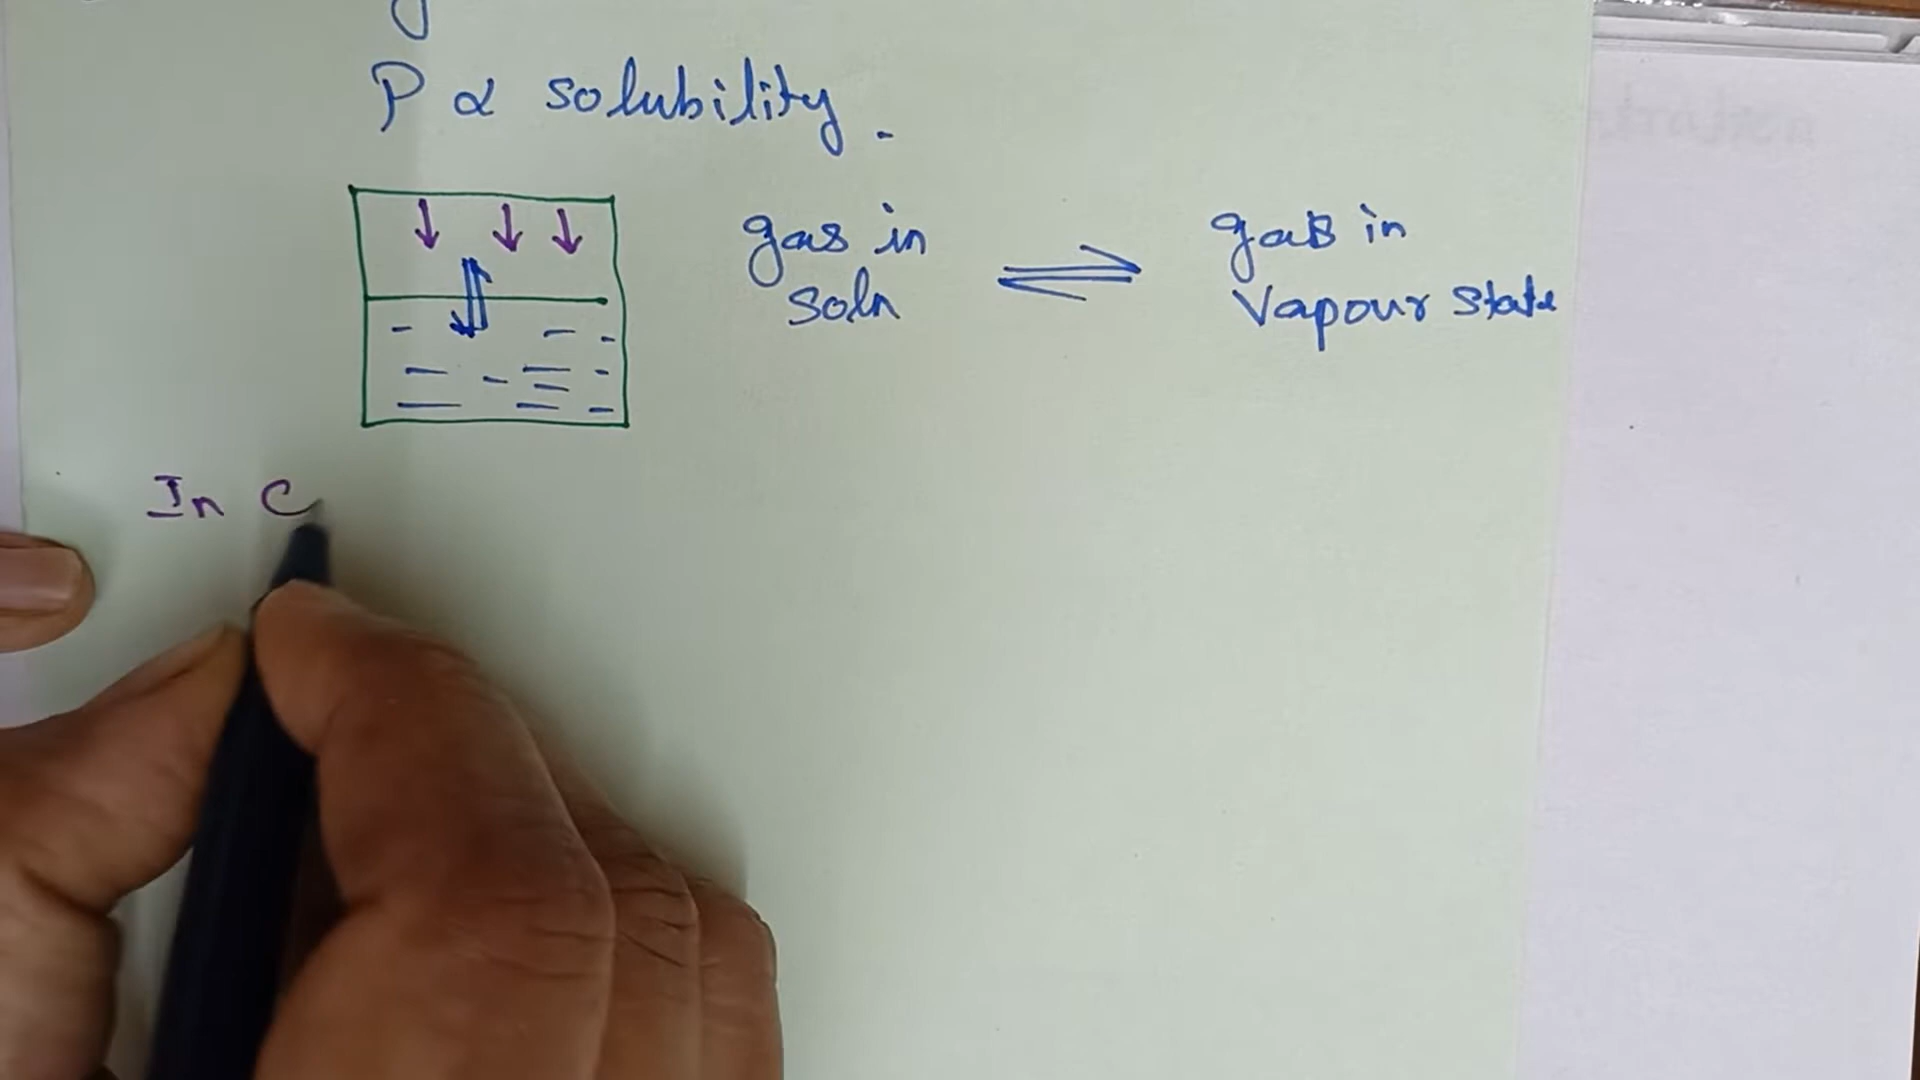 P ∝ solubility.
gas in ⇌ gas in
soln Vapour state
In C